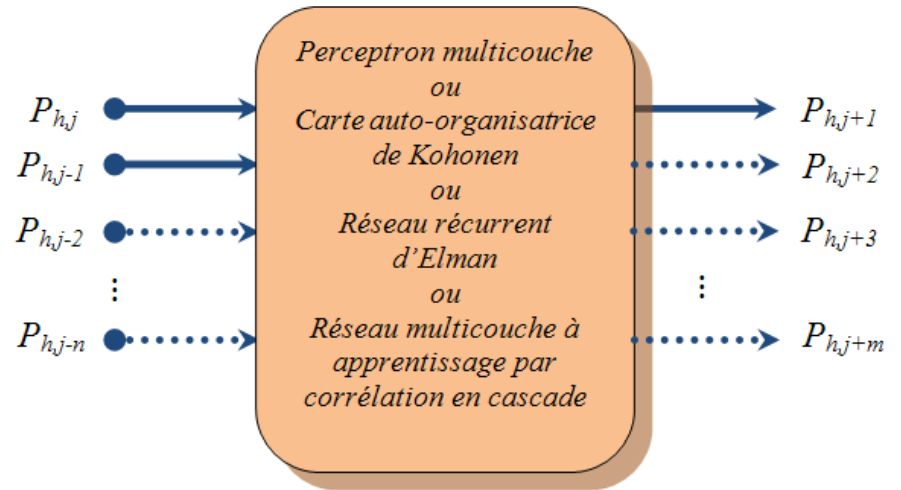 P_{h,j}
P_{h,j-1}
P_{h,j-2}
⋮
P_{h,j-n}
Perceptron multicouche
ou
Carte auto-organisatrice
de Kohonen
ou
Réseau récurrent
d'Elman
ou
Réseau multicouche à
apprentissage par
corrélation en cascade
P_{h,j+1}
P_{h,j+2}
P_{h,j+3}
⋮
P_{h,j+m}